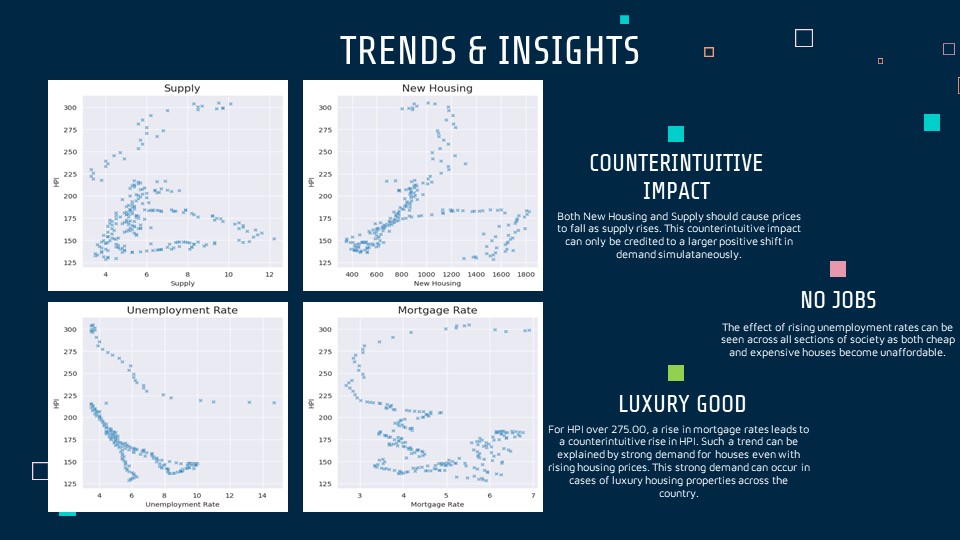 TRENDS & INSIGHTS
Supply
300
275
250
225
200
175
150
125
HPI
4 6 8 10 12
Supply
New Housing
300
275
250
225
200
175
150
125
HPI
400 600 800 1000 1200 1400 1600 1800
New Housing
COUNTERINTUITIVE
IMPACT
Both New Housing and Supply should cause prices
to fall as supply rises. This counterintuitive impact
can only be credited to a larger positive shift in
demand simulataneously.
NO JOBS
The effect of rising unemployment rates can be
seen across all sections of society as both cheap
and expensive houses become unaffordable.
Unemployment Rate
300
275
250
225
200
175
150
HPI
4 6 8 10 12 14
Unemployment Rate
Mortgage Rate
300
275
250
225
200
175
150
HPI
3 4 5 6 7
Mortgage Rate
LUXURY GOOD
For HPI over 275.00, a rise in mortgage rates leads to
a counterintuitive rise in HPI. Such a trend can be
explained by strong demand for houses even with
rising housing prices. This strong demand can occur in
cases of luxury housing properties across the
country.